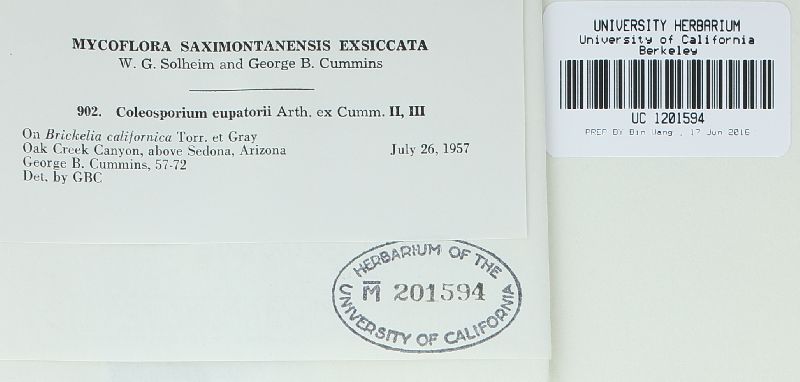 MYCOFLORA SAXIMONTANENSIS EXSICCATA
W. G. Solheim and George B. Cummins
902. Coleosporium eupatorii Arth. ex Cumm. II, III
On Brickelia californica Torr. et Gray
Oak Creek Canyon, above Sedona, Arizona July 26, 1957
George B. Cummins, 57-72
Det. by GBC
UNIVERSITY HERBARIUM
University of California
Berkeley
UC 1201594
PREP BY Bin Wang , 17 Jun 2016
HERBARIUM OF THE
M 201594
UNIVERSITY OF CALIFORNIA